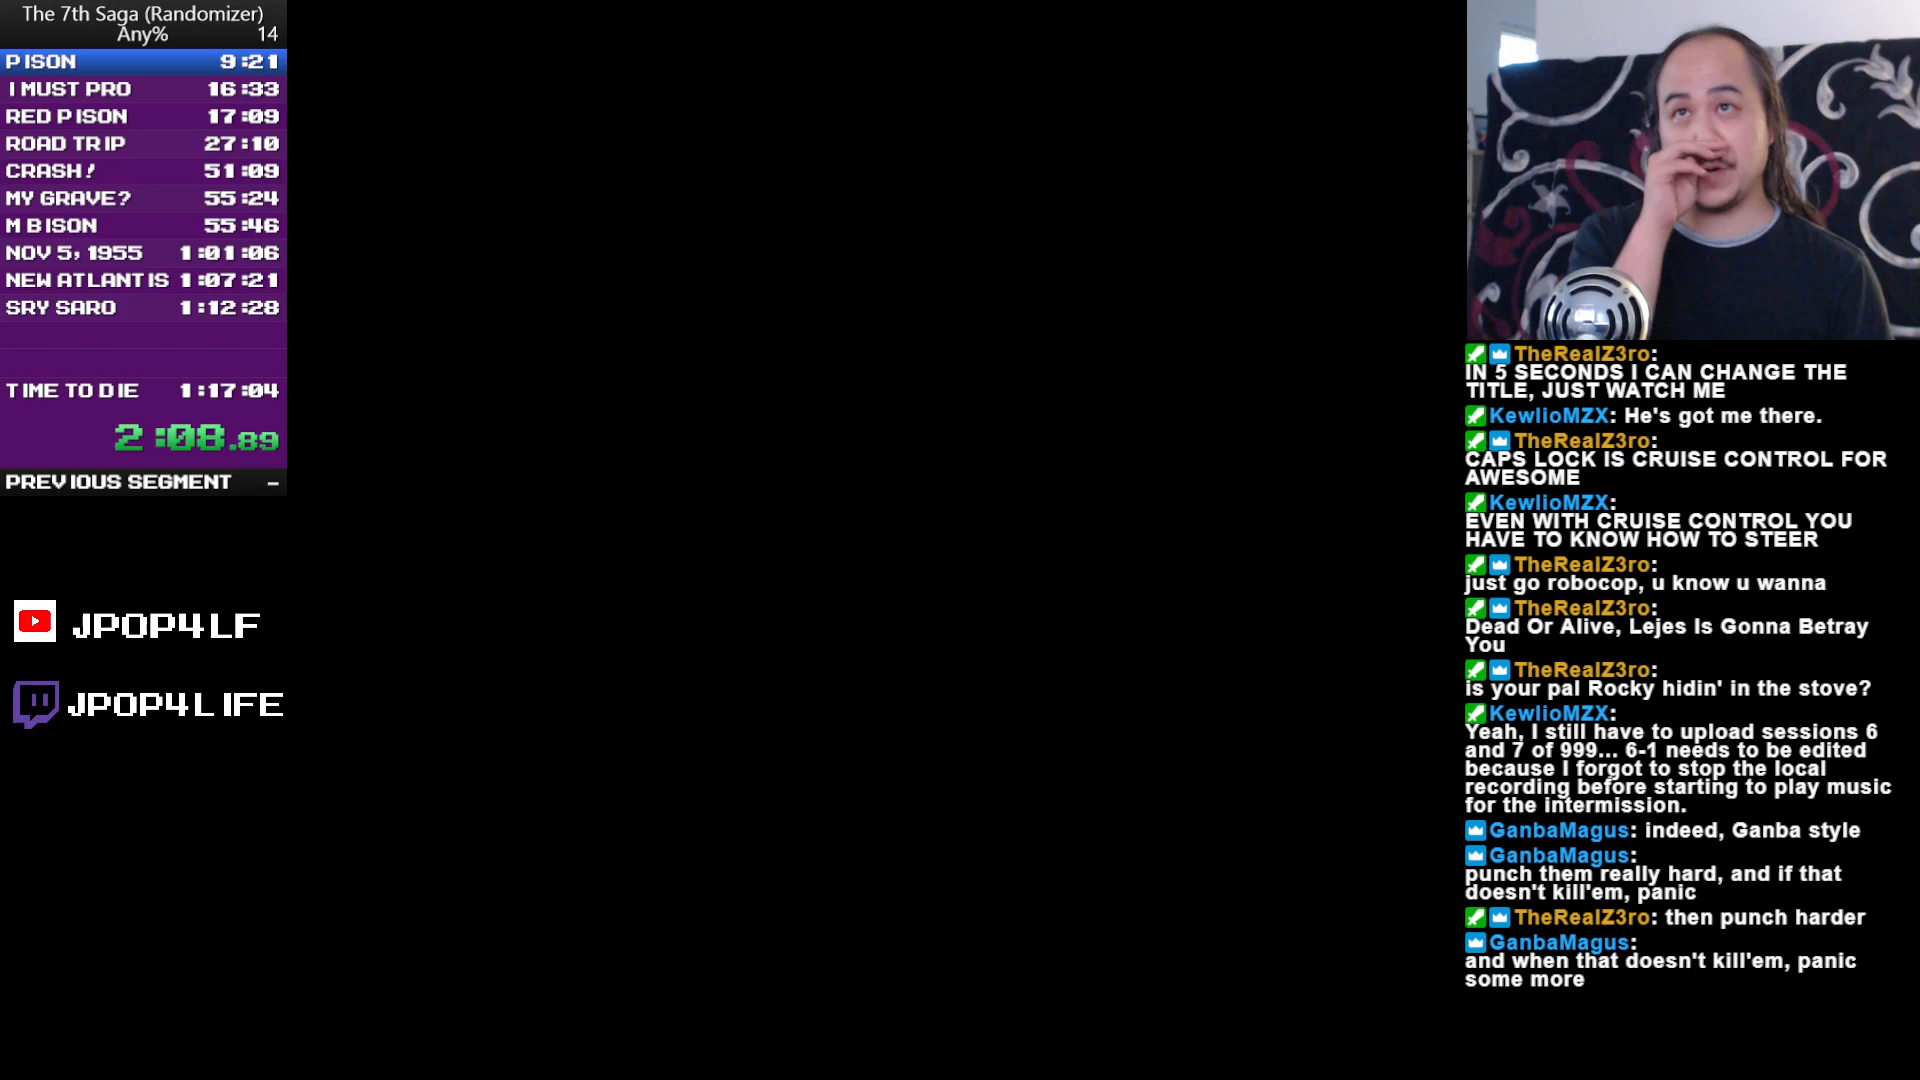 The 7th Saga (Randomizer)
Any% 14
PISON 9:21
I MUST PRO 16:33
RED PISON 17:09
ROAD TRIP 27:10
CRASH! 51:09
MY GRAVE? 55:24
M BISON 55:46
NOV 5, 1955 1:01:06
NEW ATLANTIS 1:07:21
SRY SARO 1:12:28
TIME TO DIE 1:17:04
2:08.89
PREVIOUS SEGMENT -
JPOP4LF
JPOP4LIFE
TheRealZ3ro:
IN 5 SECONDS I CAN CHANGE THE
TITLE, JUST WATCH ME
KewlioMZX: He's got me there.
TheRealZ3ro:
CAPS LOCK IS CRUISE CONTROL FOR
AWESOME
KewlioMZX:
EVEN WITH CRUISE CONTROL YOU
HAVE TO KNOW HOW TO STEER
TheRealZ3ro:
just go robocop, u know u wanna
TheRealZ3ro:
Dead Or Alive, Lejes Is Gonna Betray
You
TheRealZ3ro:
is your pal Rocky hidin' in the stove?
KewlioMZX:
Yeah, I still have to upload sessions 6
and 7 of 999... 6-1 needs to be edited
because I forgot to stop the local
recording before starting to play music
for the intermission.
GanbaMagus: indeed, Ganba style
GanbaMagus:
punch them really hard, and if that
doesn't kill'em, panic
TheRealZ3ro: then punch harder
GanbaMagus:
and when that doesn't kill'em, panic
some more